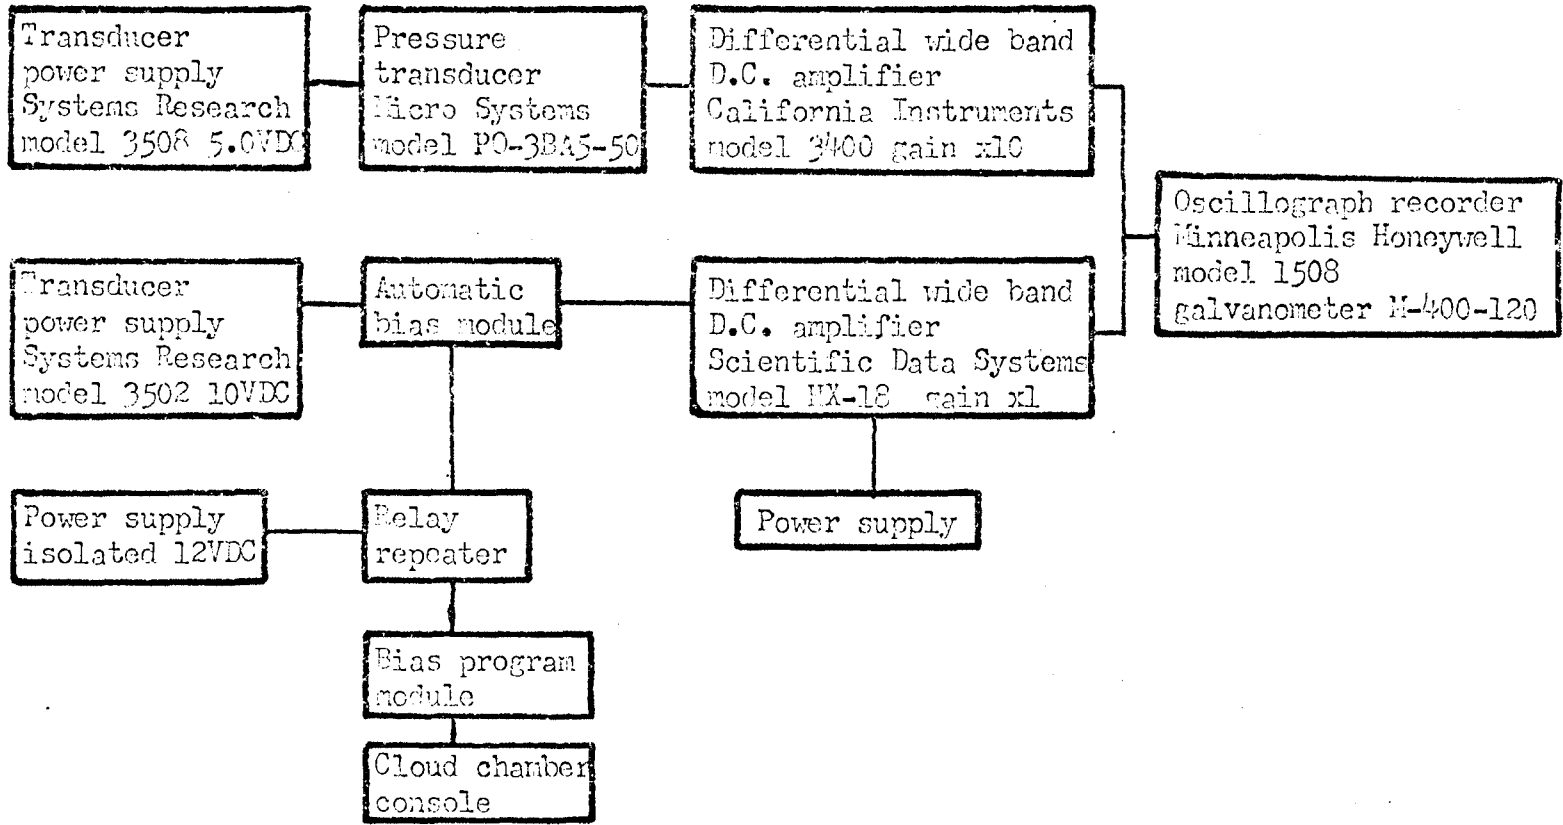 Transducer
power supply
Systems Research
model 3508 5.0VDC
Pressure
transducer
Micro Systems
model PO-3BA5-50
Differential wide band
D.C. amplifier
California Instruments
model 3400 gain x10
Oscillograph recorder
Minneapolis Honeywell
model 1508
galvanometer M-400-120
Transducer
power supply
Systems Research
model 3502 10VDC
Automatic
bias module
Differential wide band
D.C. amplifier
Scientific Data Systems
model gain x1
Power supply
isolated 12VDC
Relay
repeater
Power supply
Bias program
module
Cloud chamber
console